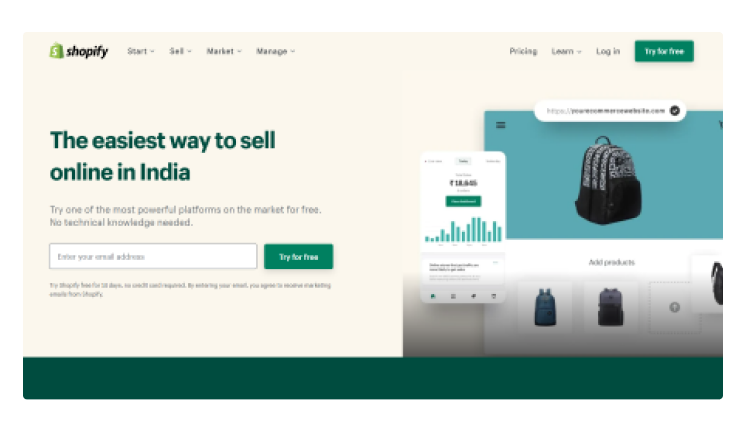 shopify
Start
Sell
Market
Manage
Pricing
Learn
Log in
Try for free
The easiest way to sell
online in India
Try one of the most powerful platforms on the market for free.
No technical knowledge needed.
Enter your email address
Try for free
Try Shopify free for 10 days, no credit card required. By entering your email, you agree to receive marketing
emails from Shopify.
https://yourecommercewebsite.com
Today
₹18,645
Add products